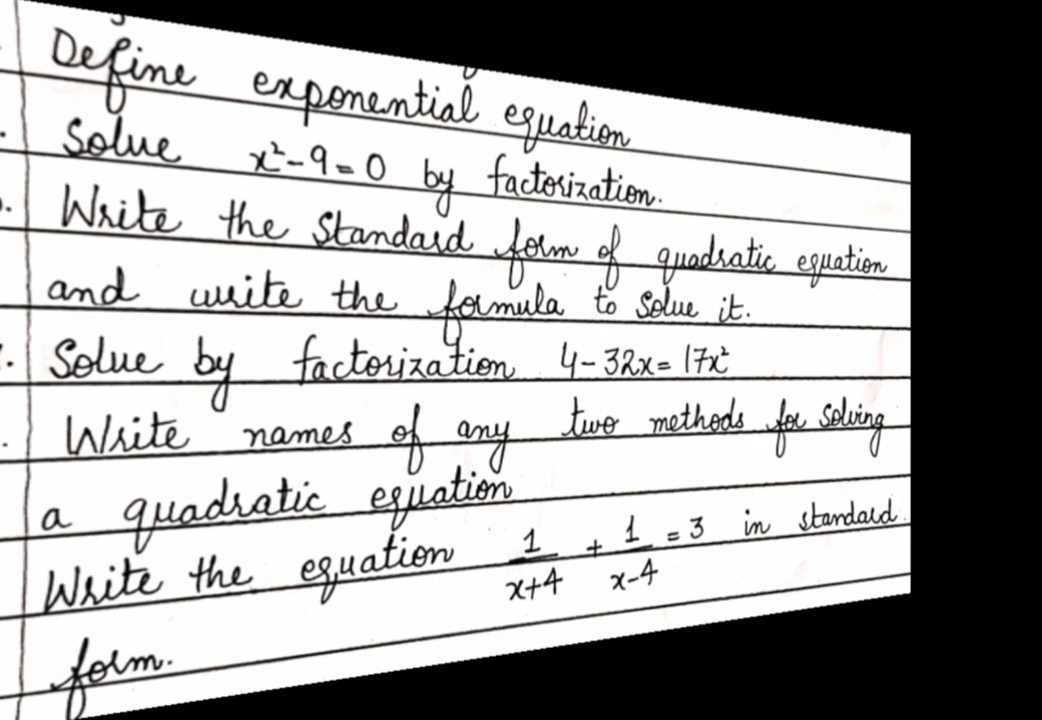 Define exponential equation
Solve x²-9=0 by factorization.
Write the standard form of quadratic equation
and write the formula to solve it.
Solve by factorization 4-32x=17x²
Write names of any two methods for solving
a quadratic equation
Write the equation 1/(x+4) + 1/(x-4) = 3 in standard
form.